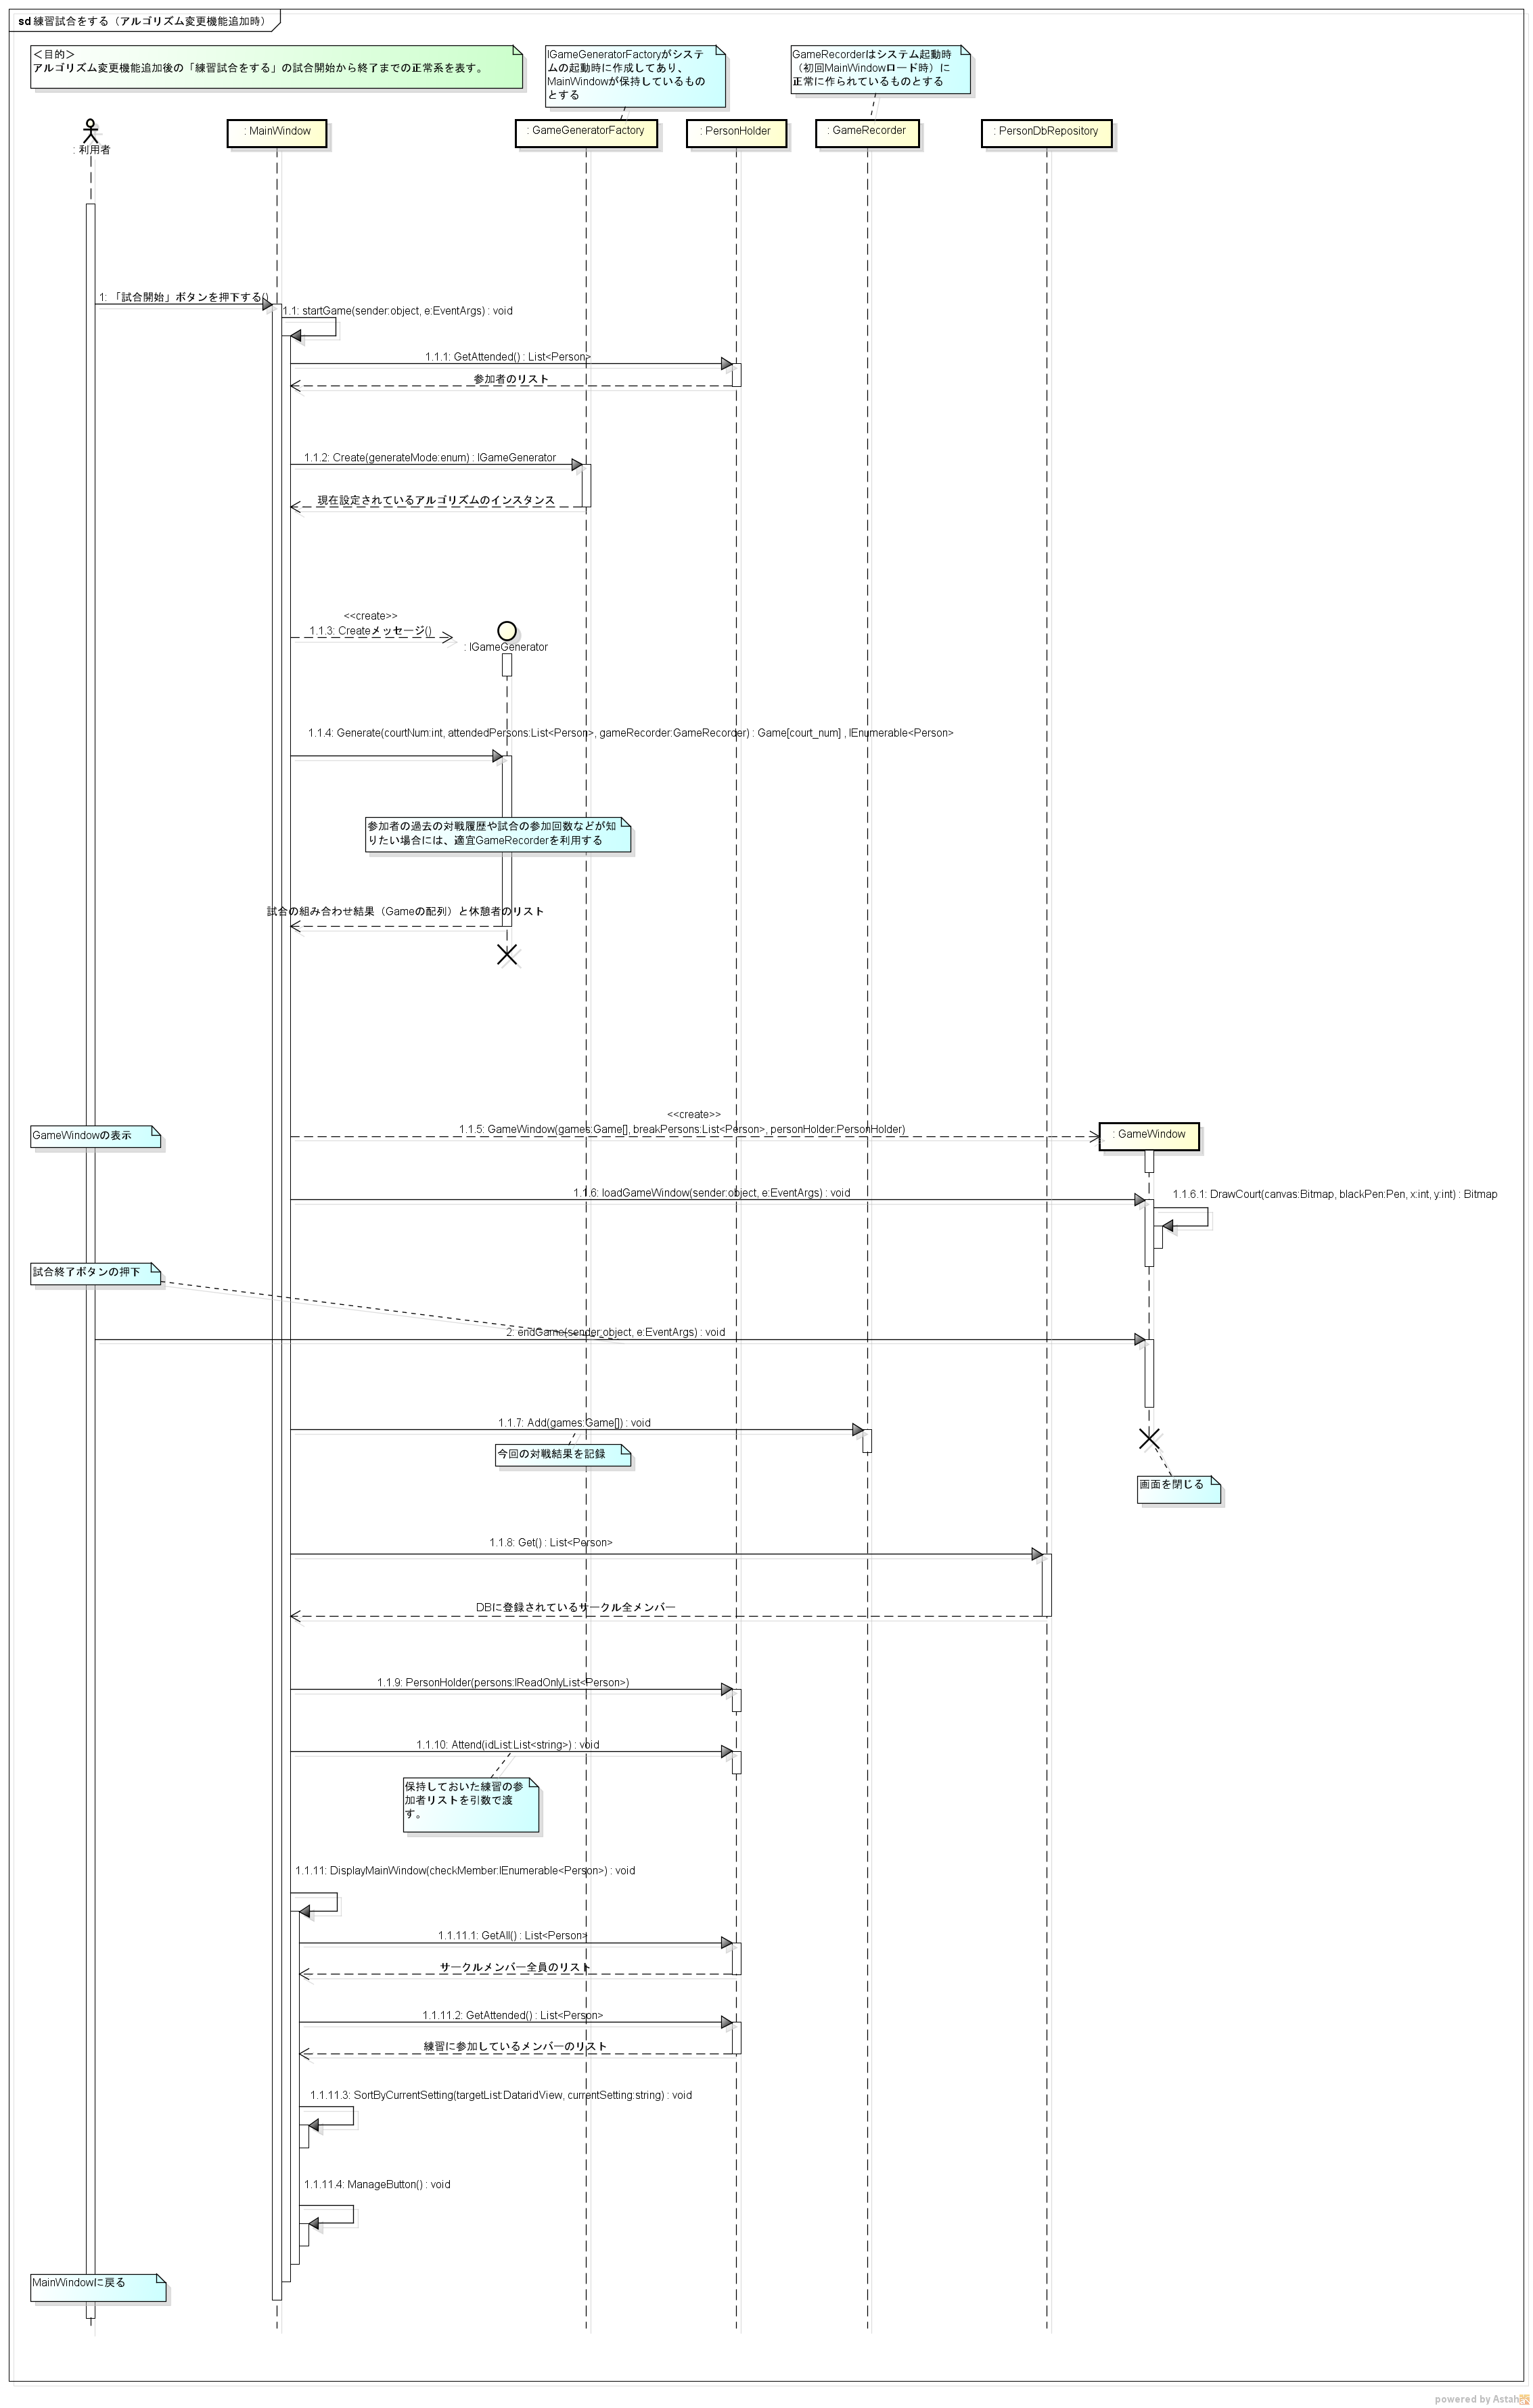 sd 練習試合をする（アルゴリズム変更機能追加時）
＜目的＞
アルゴリズム変更機能追加後の「練習試合をする」の試合開始から終了までの正常系を表す。
IGameGeneratorFactoryがシステ
ムの起動時に作成してあり、
MainWindowが保持しているもの
とする
GameRecorderはシステム起動時
（初回MainWindowロード時）に
正常に作られているものとする
: 利用者
: MainWindow
: GameGeneratorFactory
: PersonHolder
: GameRecorder
: PersonDbRepository
1: 「試合開始」ボタンを押下する()
1.1: startGame(sender:object, e:EventArgs) : void
1.1.1: GetAttended() : List<Person>
参加者のリスト
1.1.2: Create(generateMode:enum) : IGameGenerator
現在設定されているアルゴリズムのインスタンス
<<create>>
1.1.3: Createメッセージ()
: IGameGenerator
1.1.4: Generate(courtNum:int, attendedPersons:List<Person>, gameRecorder:GameRecorder) : Game[court_num] , IEnumerable<Person>
参加者の過去の対戦履歴や試合の参加回数などが知
りたい場合には、適宜GameRecorderを利用する
試合の組み合わせ結果（Gameの配列）と休憩者のリスト
GameWindowの表示
<<create>>
1.1.5: GameWindow(games:Game[], breakPersons:List<Person>, personHolder:PersonHolder)
: GameWindow
1.1.6: loadGameWindow(sender:object, e:EventArgs) : void
1.1.6.1: DrawCourt(canvas:Bitmap, blackPen:Pen, x:int, y:int) : Bitmap
試合終了ボタンの押下
2: endGame(sender_object, e:EventArgs) : void
1.1.7: Add(games:Game[]) : void
今回の対戦結果を記録
画面を閉じる
1.1.8: Get() : List<Person>
DBに登録されているサークル全メンバー
1.1.9: PersonHolder(persons:IReadOnlyList<Person>)
1.1.10: Attend(idList:List<string>) : void
保持しておいた練習の参
加者リストを引数で渡
す。
1.1.11: DisplayMainWindow(checkMember:IEnumerable<Person>) : void
1.1.11.1: GetAll() : List<Person>
サークルメンバー全員のリスト
1.1.11.2: GetAttended() : List<Person>
練習に参加しているメンバーのリスト
1.1.11.3: SortByCurrentSetting(targetList:DataridView, currentSetting:string) : void
1.1.11.4: ManageButton() : void
MainWindowに戻る
powered by Astah